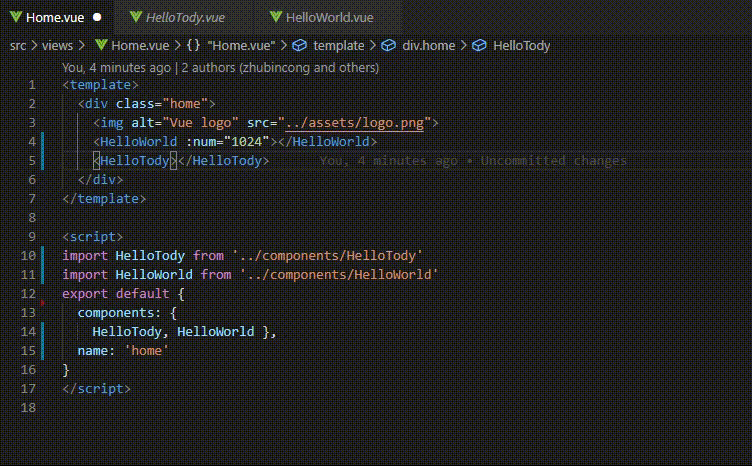 Home.vue ● HelloTody.vue HelloWorld.vue
src > views > Home.vue > {} "Home.vue" > template > div.home > HelloTody
You, 4 minutes ago | 2 authors (zhubincong and others)
1 <template>
2 <div class="home">
3 <img alt="Vue logo" src="../assets/logo.png">
4 <HelloWorld :num="1024"></HelloWorld>
5 <HelloTody></HelloTody> You, 4 minutes ago • Uncommitted changes
6 </div>
7 </template>
8
9 <script>
10 import HelloTody from '../components/HelloTody'
11 import HelloWorld from '../components/HelloWorld'
12 export default {
13 components: {
14 HelloTody, HelloWorld },
15 name: 'home'
16 }
17 </script>
18